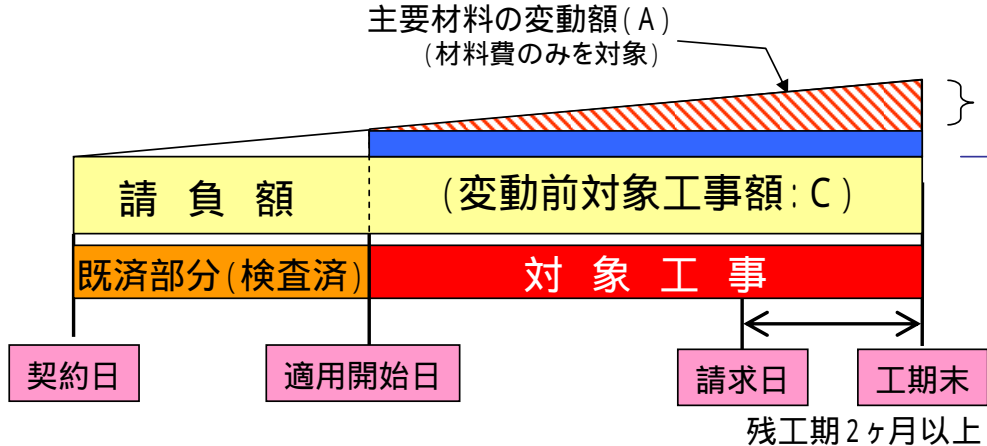 主要材料の変動額(A)
(材料費のみを対象)
請負額
(変動前対象工事額:C)
既済部分(検査済)
対象工事
契約日
適用開始日
請求日
工期末
残工期2ヶ月以上